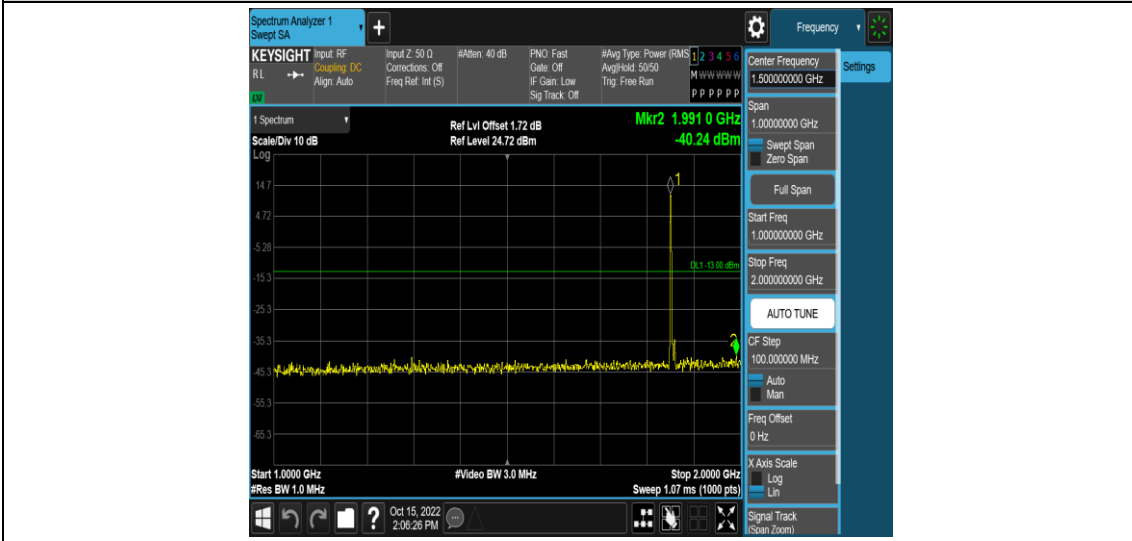 Spectrum Analyzer 1
Swept SA
+
Frequency
KEYSIGHT
RL
LXI
Input: RF
Coupling: DC
Align: Auto
Input Z: 50 Ω
Corrections: Off
Freq Ref: Int (S)
#Atten: 40 dB
PNO: Fast
Gate: Off
IF Gain: Low
Sig Track: Off
#Avg Type: Power (RMS
Avg|Hold: 50/50
Trig: Free Run
1 2 3 4 5 6
M W W W W W
P P P P P P
1 Spectrum
Scale/Div 10 dB
Log
Ref Lvl Offset 1.72 dB
Ref Level 24.72 dBm
Mkr2 1.991 0 GHz
-40.24 dBm
14.7
4.72
-5.28
-15.3
-25.3
-35.3
-45.3
-55.3
-65.3
1
DL1 -13.00 dBm
2
Start 1.0000 GHz
#Res BW 1.0 MHz
#Video BW 3.0 MHz
Stop 2.0000 GHz
Sweep 1.07 ms (1000 pts)
?
Oct 15, 2022
2:06:26 PM
Center Frequency
1.500000000 GHz
Settings
Span
1.00000000 GHz
Swept Span
Zero Span
Full Span
Start Freq
1.000000000 GHz
Stop Freq
2.000000000 GHz
AUTO TUNE
CF Step
100.000000 MHz
Auto
Man
Freq Offset
0 Hz
X Axis Scale
Log
Lin
Signal Track
(Span Zoom)